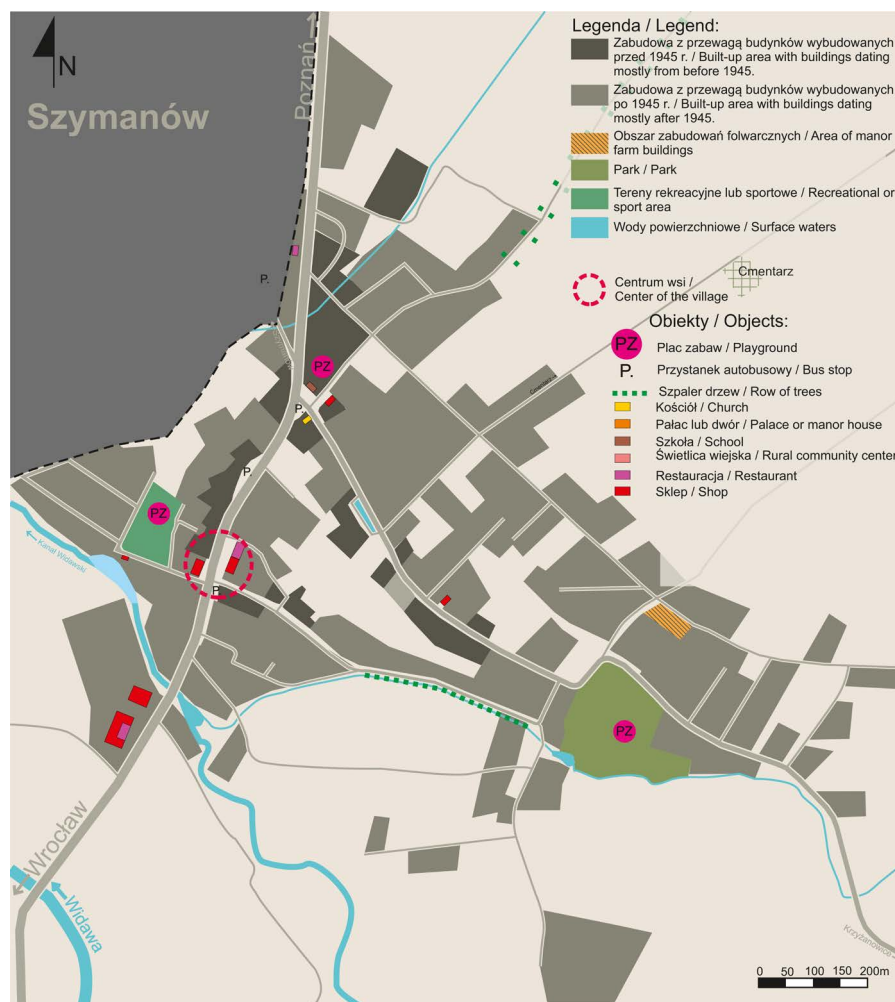 N
Szymanów
Poznań
Legenda / Legend:
Zabudowa z przewagą budynków wybudowanych
przed 1945 r. / Built-up area with buildings dating
mostly from before 1945.
Zabudowa z przewagą budynków wybudowanych
po 1945 r. / Built-up area with buildings dating
mostly after 1945.
Obszar zabudowań folwarcznych / Area of manor
farm buildings
Park / Park
Tereny rekreacyjne lub sportowe / Recreational or
sport area
Wody powierzchniowe / Surface waters
Centrum wsi /
Center of the village
Cmentarz
Obiekty / Objects:
PZ
Plac zabaw / Playground
P.
Przystanek autobusowy / Bus stop
Szpaler drzew / Row of trees
Kościół / Church
Pałac lub dwór / Palace or manor house
Szkoła / School
Świetlica wiejska / Rural community center
Restauracja / Restaurant
Sklep / Shop
P.
PZ
Cmentarz
P.
P.
PZ
Kanał Widawski
P.
PZ
Wrocław
Widawa
Krzyżanowice
0 50 100 150 200m